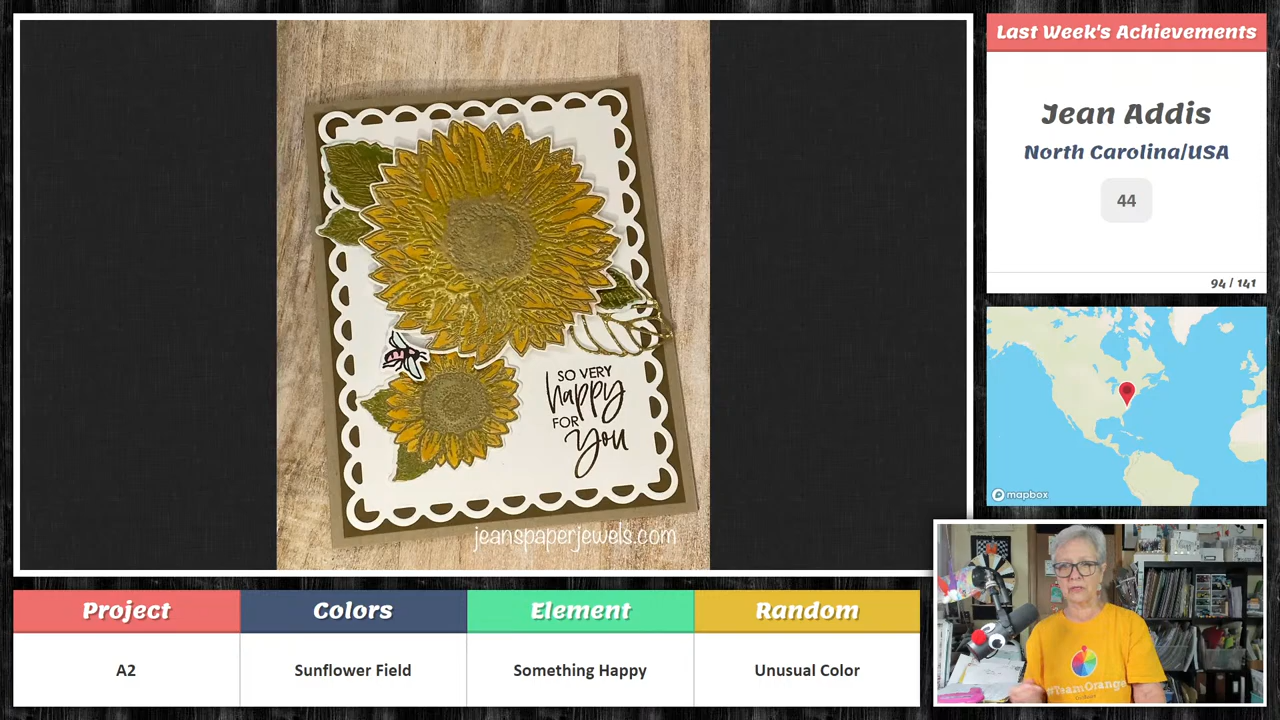 SO VERY
happy
FOR
you
jeanspaperjewels.com
Last Week's Achievements
Jean Addis
North Carolina/USA
44
94 / 141
mapbox
#TeamOrange
Project
Colors
Element
Random
A2
Sunflower Field
Something Happy
Unusual Color